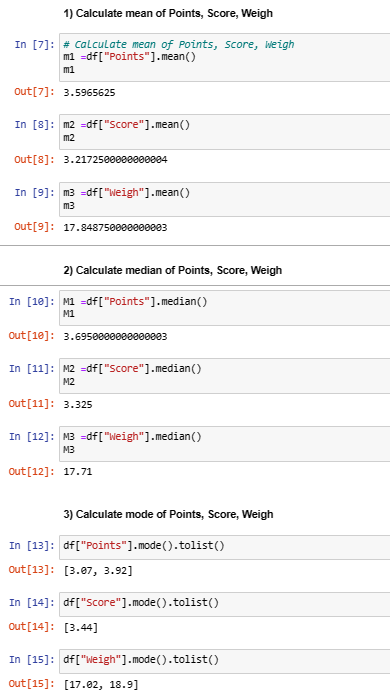 1) Calculate mean of Points, Score, Weigh
In [7]: # Calculate mean of Points, Score, Weigh
m1 =df["Points"].mean()
m1
Out[7]: 3.5965625
In [8]: m2 =df["Score"].mean()
m2
Out[8]: 3.2172500000000004
In [9]: m3 =df["Weigh"].mean()
m3
Out[9]: 17.848750000000003
2) Calculate median of Points, Score, Weigh
In [10]: M1 =df["Points"].median()
M1
Out[10]: 3.6950000000000003
In [11]: M2 =df["Score"].median()
M2
Out[11]: 3.325
In [12]: M3 =df["Weigh"].median()
M3
Out[12]: 17.71
3) Calculate mode of Points, Score, Weigh
In [13]: df["Points"].mode().tolist()
Out[13]: [3.07, 3.92]
In [14]: df["Score"].mode().tolist()
Out[14]: [3.44]
In [15]: df["Weigh"].mode().tolist()
Out[15]: [17.02, 18.9]